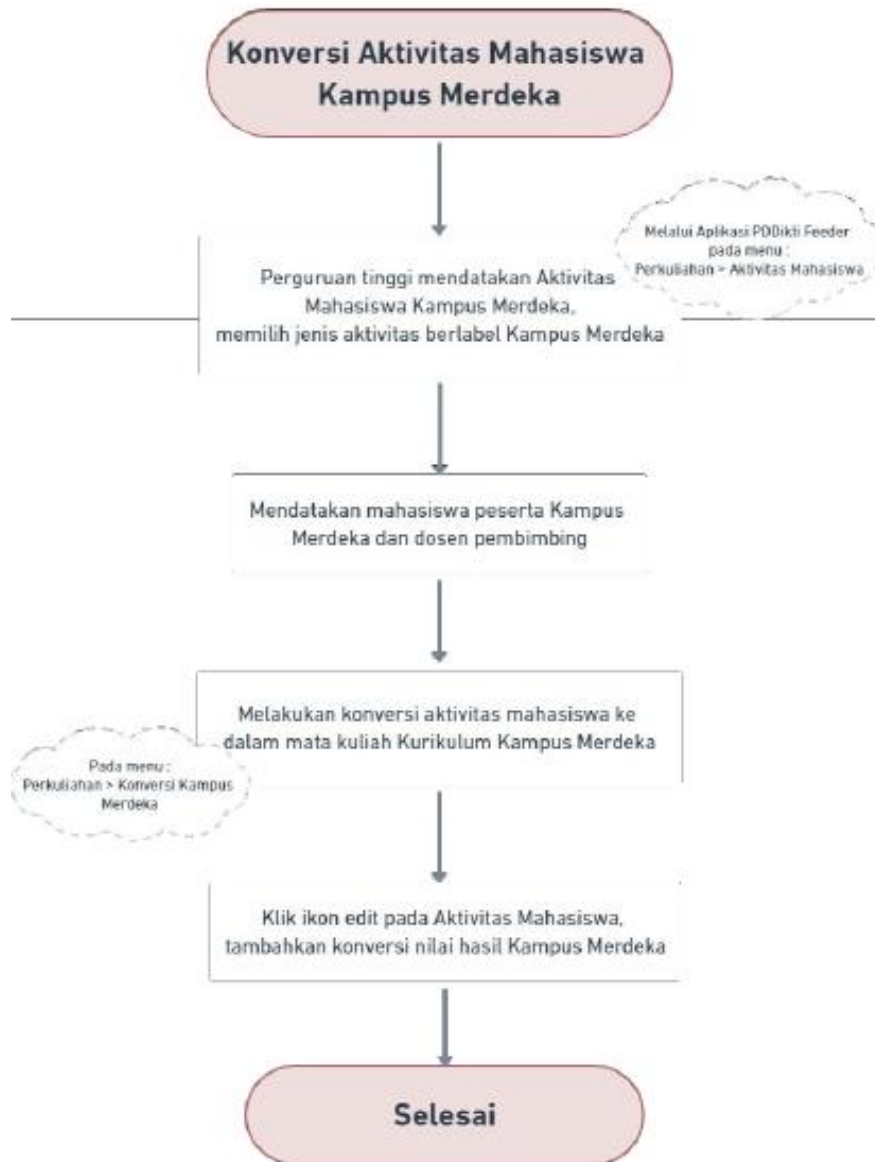 Konversi Aktivitas Mahasiswa
Kampus Merdeka
Melalui Aplikasi PDDikti Feeder
pada menu :
Perkuliahan > Aktivitas Mahasiswa
Perguruan tinggi mendatakan Aktivitas
Mahasiswa Kampus Merdeka,
memilih jenis aktivitas berlabel Kampus Merdeka
Mendatakan mahasiswa peserta Kampus
Merdeka dan dosen pembimbing
Melakukan konversi aktivitas mahasiswa ke
dalam mata kuliah Kurikulum Kampus Merdeka
Pada menu :
Perkuliahan > Konversi Kampus
Merdeka
Klik ikon edit pada Aktivitas Mahasiswa,
tambahkan konversi nilai hasil Kampus Merdeka
Selesai